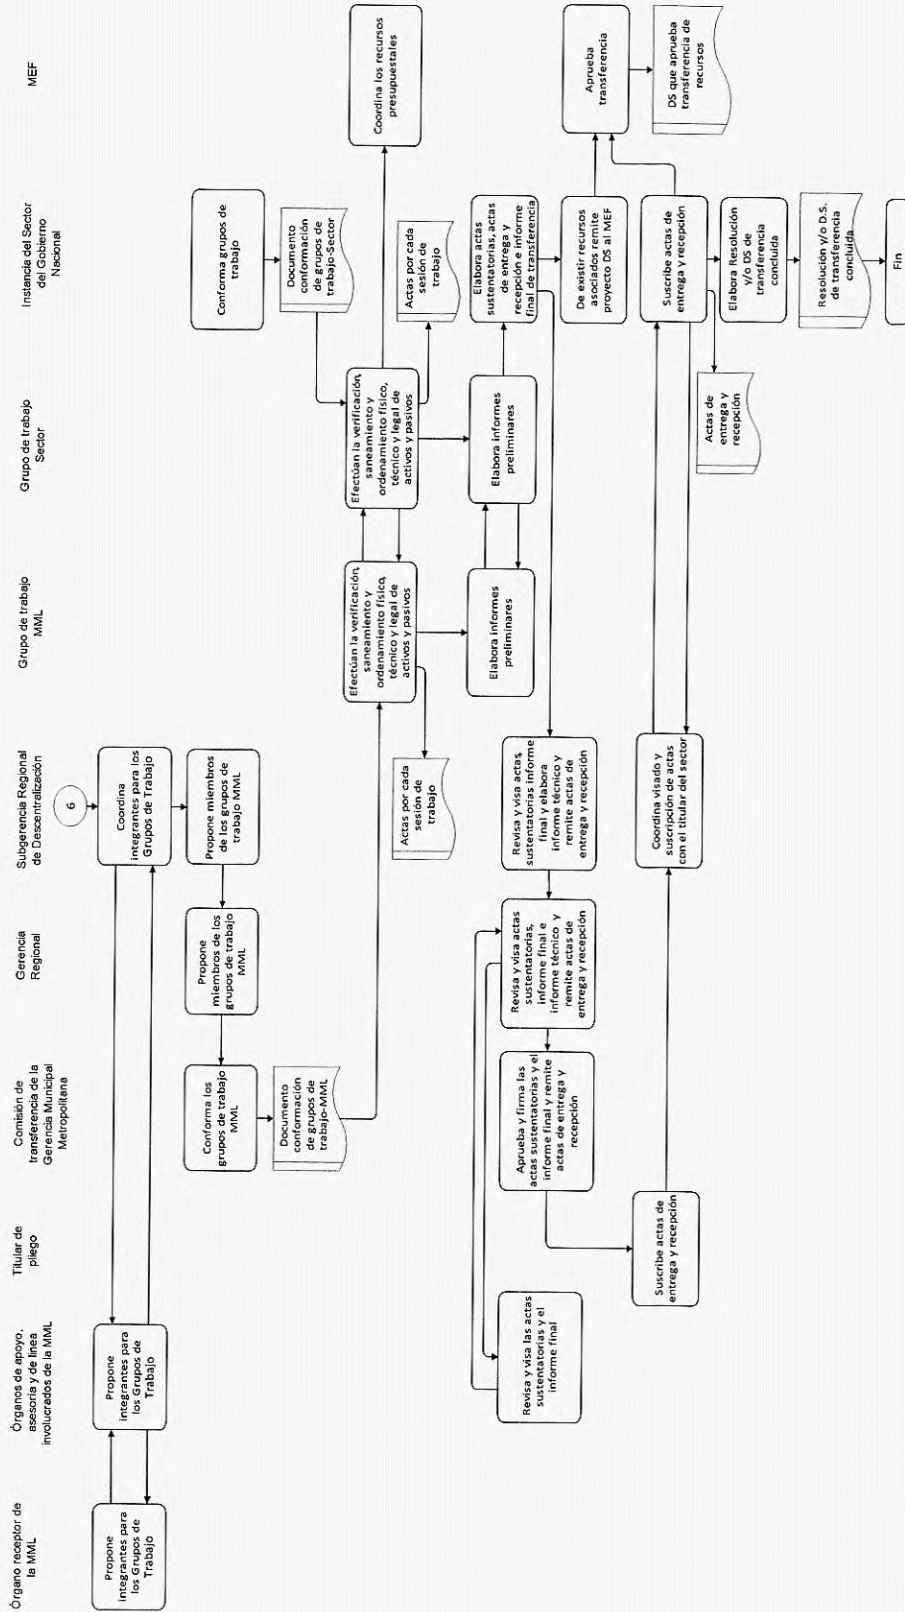 Órgano receptor de
la MML
Órganos de apoyo,
asesoria y de linea
involucrados de la MML
Titular de
pliego
Comisión de
transferencia de la
Gerencia Municipal
Metropolitana
Gerencia
Regional
Subgerencia Regional
de Descentralización
Grupo de trabajo
MML
Grupo de trabajo
Sector
Instancia del Sector
del Gobierno
Nacional
MEF
6
Propone
integrantes para
los Grupos de
Trabajo
Propone
integrantes para
los Grupos de
Trabajo
Coordina
integrantes para los
Grupos de Trabajo
Conforma los
grupos de trabajo
MML
Propone
miembros de los
grupos de trabajo
MML
Propone miembros
de los grupos de
trabajo MML
Conforma grupos de
trabajo
Documento
conformación
de grupos de
trabajo-MML
Documento
conformación
de grupos de
trabajo-Sector
Efectúan la verificación,
saneamiento y
ordenamiento físico,
técnico y legal de
activos y pasivos
Efectúan la verificación,
saneamiento y
ordenamiento físico,
técnico y legal de
activos y pasivos
Coordina los recursos
presupuestales
Actas por cada
sesión de
trabajo
Actas por cada
sesión de
trabajo
Elabora informes
preliminares
Elabora informes
preliminares
Elabora actas
sustentatorias, actas
de entrega y
recepción e informe
final de transferencia
Revisa y visa las actas
sustentatorias y el
informe final
Aprueba y firma las
actas sustentatorias y el
informe final y remite
actas de entrega y
recepción
Revisa y visa actas
sustentatorias,
informe final e
informe técnico y
remite actas de
entrega y recepción
Revisa y visa actas
sustentatorias informe
final y elabora
informe técnico y
remite actas de
entrega y recepción
De existir recursos
asociados remite
proyecto DS al MEF
Aprueba
transferencia
Suscribe actas de
entrega y recepción
Coordina visado y
suscripción de actas
con el titular del sector
Suscribe actas de
entrega y recepción
DS que aprueba
transferencia de
recursos
Actas de
entrega y
recepción
Elabora Resolución
y/o DS de
transferencia
concluida
Resolución y/o D.S.
de transferencia
concluida
Fin